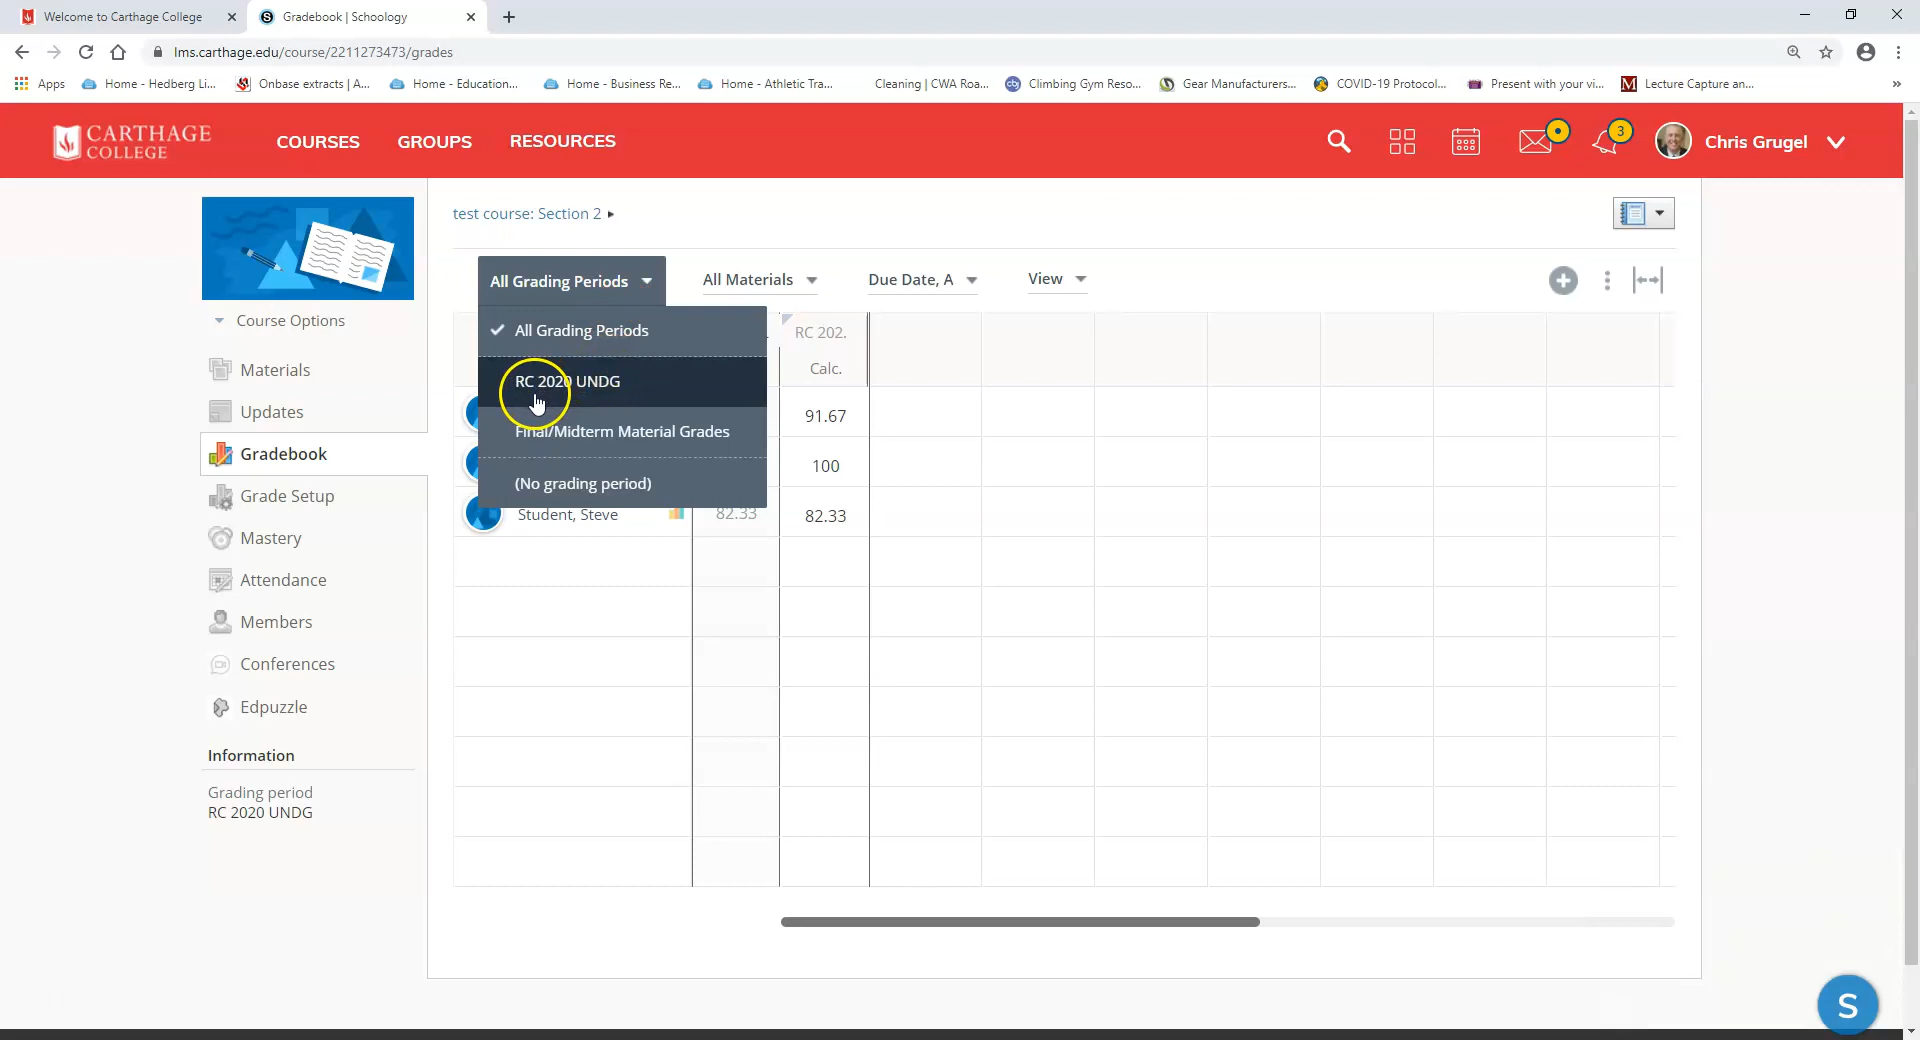 Welcome to Carthage College
Gradebook | Schoology
lms.carthage.edu/course/2211273473/grades
Apps
Home - Hedberg Li...
Onbase extracts | A...
Home - Education...
Home - Business Re...
Home - Athletic Tra...
Cleaning | CWA Roa...
Climbing Gym Reso...
Gear Manufacturers...
COVID-19 Protocol...
Present with your vi...
Lecture Capture an...
CARTHAGE
COLLEGE
COURSES
GROUPS
RESOURCES
3
Chris Grugel
test course: Section 2
All Grading Periods
All Materials
Due Date, A
View
All Grading Periods
RC 2020 UNDG
Final/Midterm Material Grades
(No grading period)
RC 202.
Calc.
91.67
100
Student, Steve
82.33
82.33
Course Options
Materials
Updates
Gradebook
Grade Setup
Mastery
Attendance
Members
Conferences
Edpuzzle
Information
Grading period
RC 2020 UNDG
S